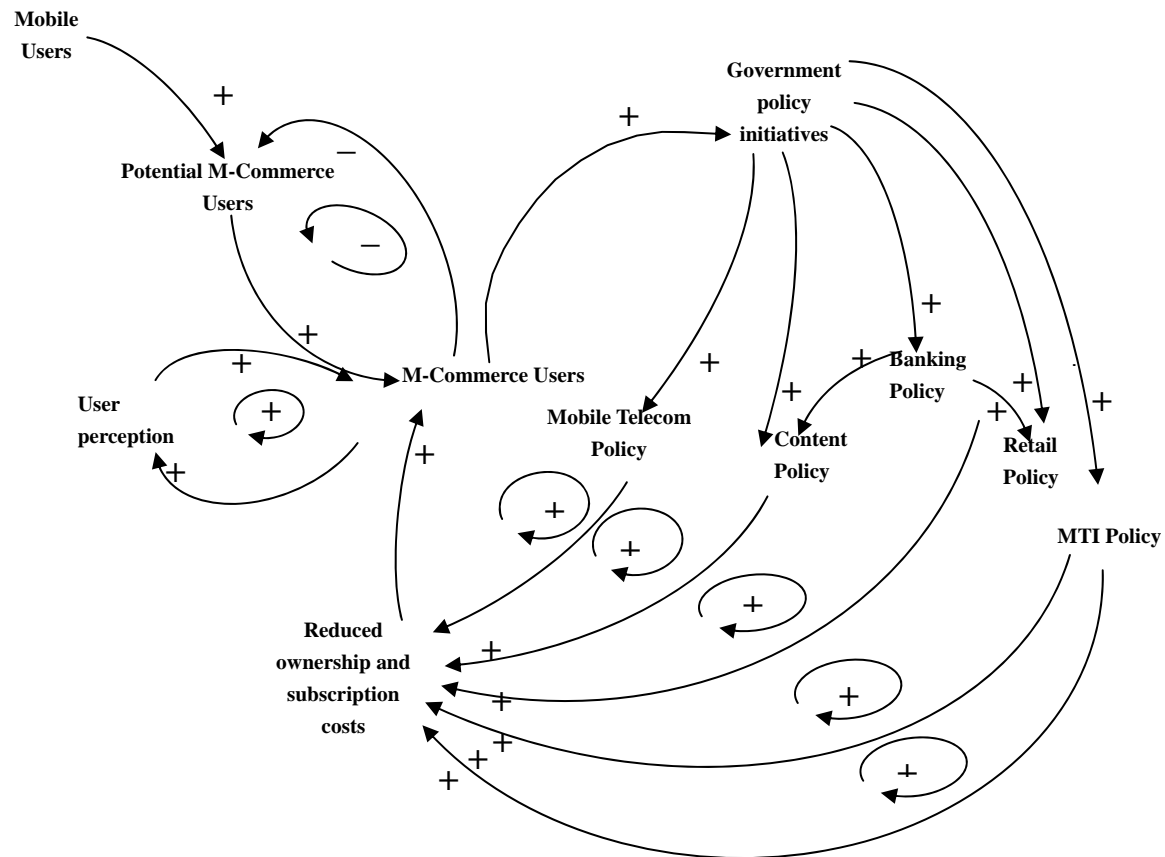 Mobile
Users
+
Government
policy
initiatives
+
−
Potential M-Commerce
Users
−
+
+
+
M-Commerce Users
+
+
Banking
Policy
+
+
+
+
+
User
perception
+
+
+
Mobile Telecom
Policy
Content
Policy
Retail
Policy
+
+
MTI Policy
+
+
Reduced
ownership and
subscription
costs
+
+
+
+
+
+
+